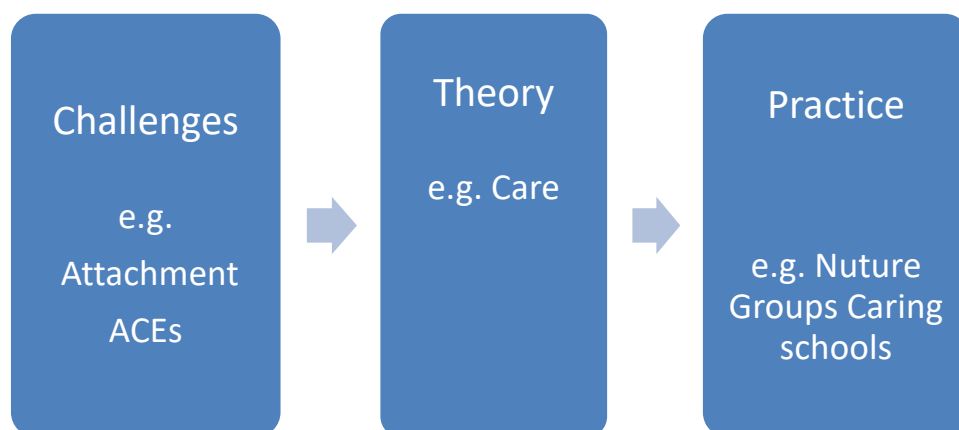 Challenges
e.g.
Attachment
ACEs
Theory
e.g. Care
Practice
e.g. Nuture
Groups Caring
schools